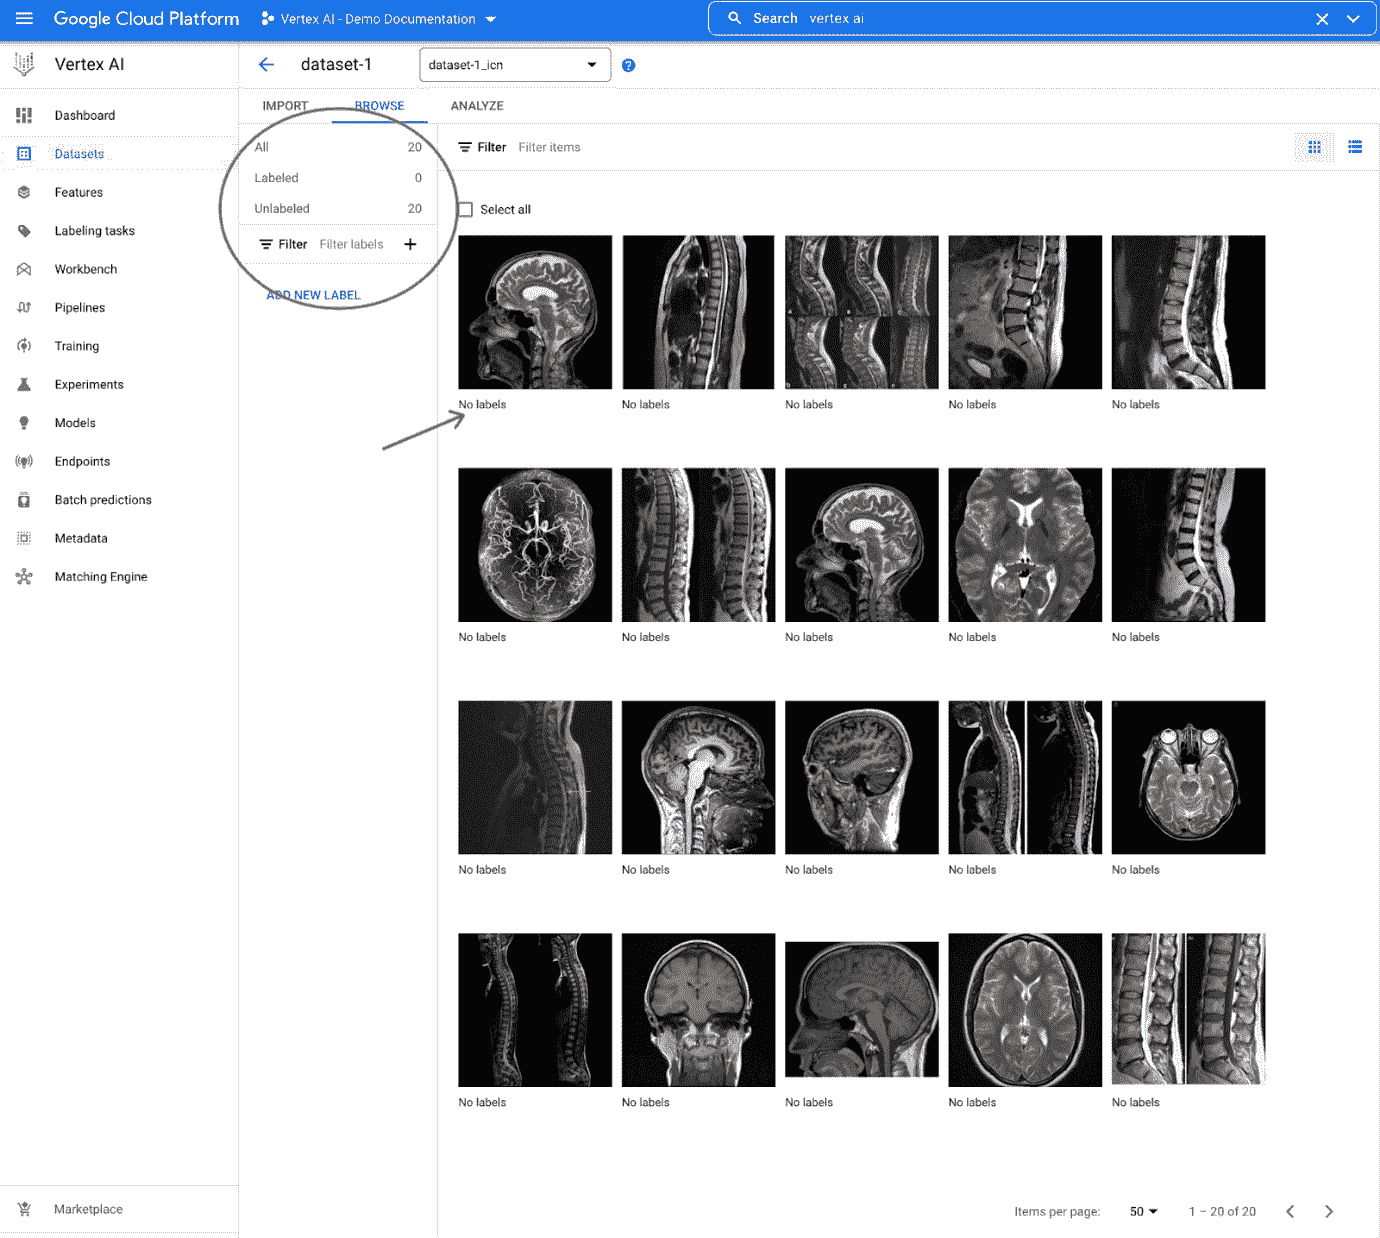 Google Cloud Platform
Vertex AI - Demo Documentation
Search vertex ai
Vertex AI
dataset-1
dataset-1_icn
IMPORT
BROWSE
ANALYZE
Dashboard
Datasets
Features
Labeling tasks
Workbench
Pipelines
Training
Experiments
Models
Endpoints
Batch predictions
Metadata
Matching Engine
Marketplace
All 20
Labeled 0
Unlabeled 20
Filter Filter labels +
ADD NEW LABEL
Filter Filter items
Select all
No labels No labels No labels No labels No labels
No labels No labels No labels No labels No labels
No labels No labels No labels No labels No labels
No labels No labels No labels No labels No labels
Items per page: 50 1 – 20 of 20